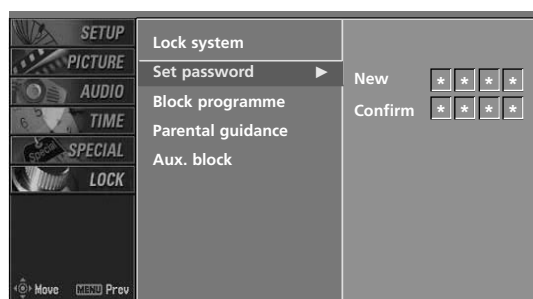 SETUP
PICTURE
AUDIO
TIME
SPECIAL
LOCK
Move MENU Prev
Lock system
Set password ►
Block programme
Parental guidance
Aux. block
New * * * *
Confirm * * * *